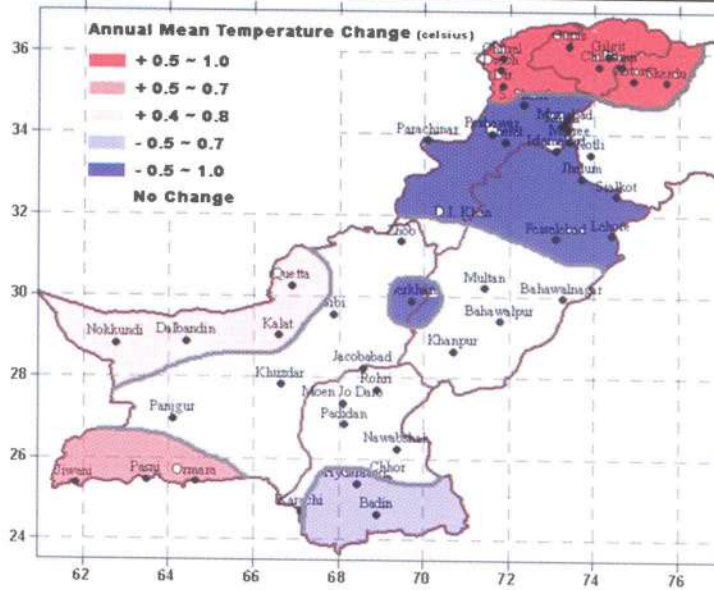 Annual Mean Temperature Change (celsius)
+ 0.5 ~ 1.0
+ 0.5 ~ 0.7
+ 0.4 ~ 0.8
- 0.5 ~ 0.7
- 0.5 ~ 1.0
No Change
36
34
32
30
28
26
24
62
64
66
68
70
72
74
76
Gilgit
Skardu
Parachinar
Peshawar
Kotli
Jhelum
Sialkot
D.I. Khan
Faisalabad
Lahore
Zhob
Quetta
Sibi
Multan
Bahawalnagar
Bahawalpur
Khanpur
Nokkundi
Dalbandin
Kalat
Jacobabad
Rohri
Khuzdar
Moen Jo Daro
Padidan
Panjgur
Nawabshah
Chhor
Jiwani
Pasni
Ormara
Karachi
Badin